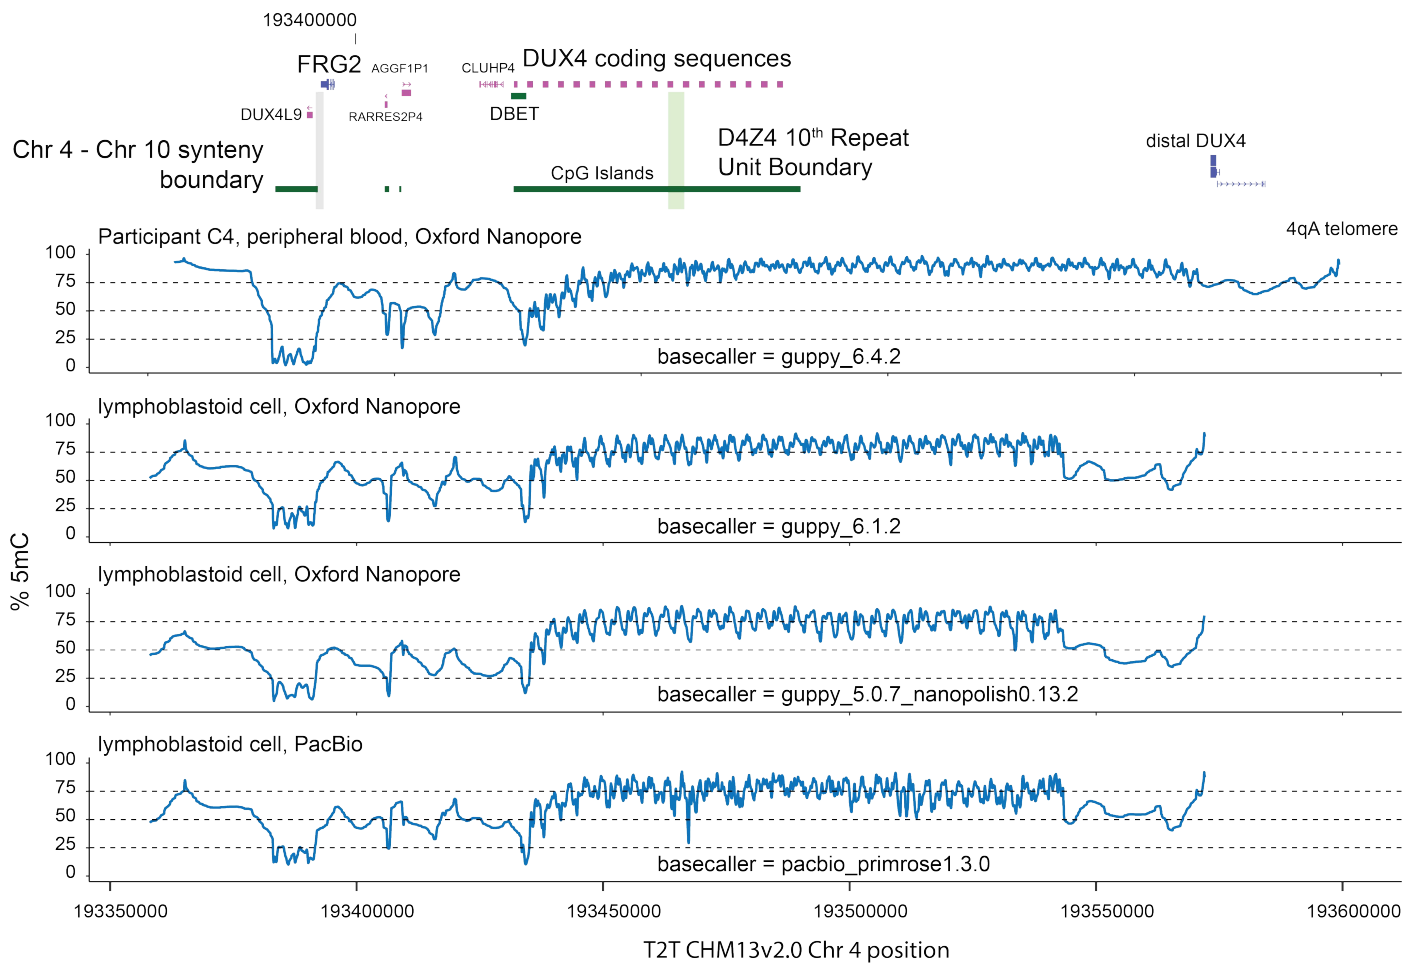 193400000
FRG2
AGGF1P1
CLUHP4
DUX4 coding sequences
DUX4L9
RARRES2P4
DBET
Chr 4 - Chr 10 synteny
boundary
CpG Islands
D4Z4 10th Repeat
Unit Boundary
distal DUX4
4qA telomere
Participant C4, peripheral blood, Oxford Nanopore
100
75
50
25
0
basecaller = guppy_6.4.2
lymphoblastoid cell, Oxford Nanopore
100
75
50
25
0
basecaller = guppy_6.1.2
% 5mC
lymphoblastoid cell, Oxford Nanopore
100
75
50
25
0
basecaller = guppy_5.0.7_nanopolish0.13.2
lymphoblastoid cell, PacBio
100
75
50
25
0
basecaller = pacbio_primrose1.3.0
193350000 193400000 193450000 193500000 193550000 193600000
T2T CHM13v2.0 Chr 4 position